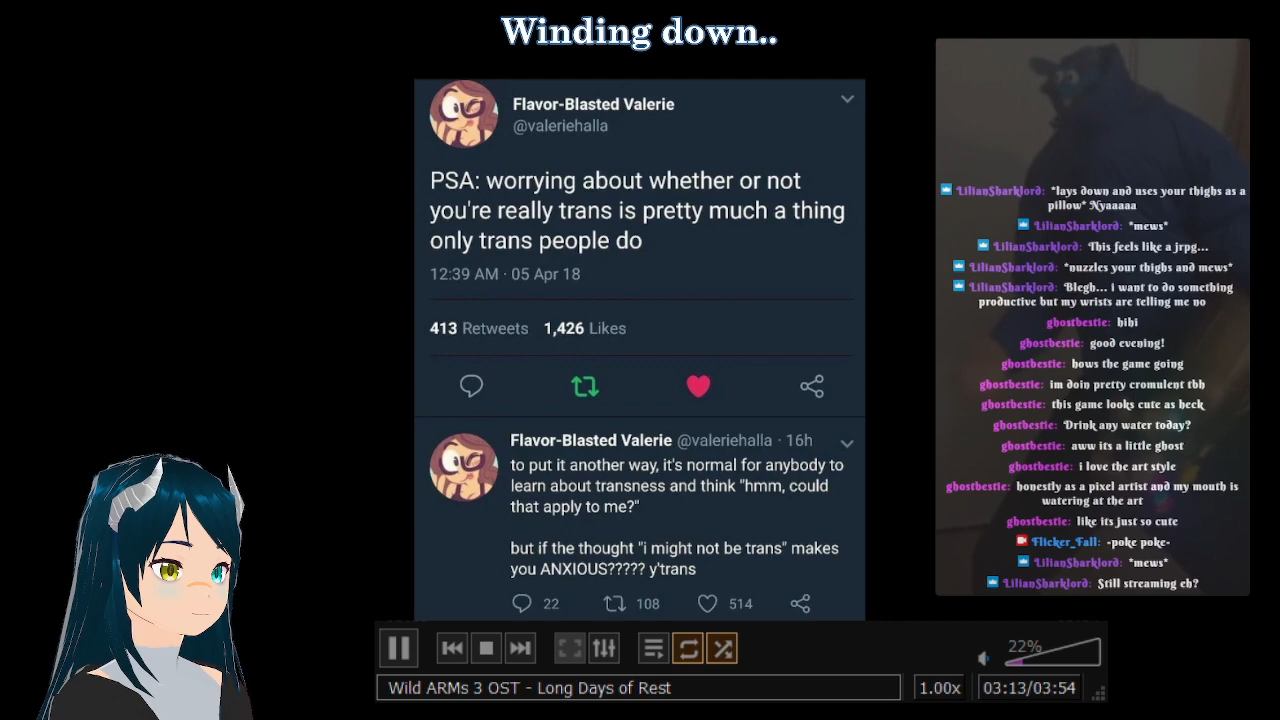 Winding down..
Flavor-Blasted Valerie
@valeriehalla
PSA: worrying about whether or not
you're really trans is pretty much a thing
only trans people do
12:39 AM · 05 Apr 18
413 Retweets 1,426 Likes
Flavor-Blasted Valerie @valeriehalla · 16h
to put it another way, it's normal for anybody to
learn about transness and think "hmm, could
that apply to me?"
but if the thought "i might not be trans" makes
you ANXIOUS????? y'trans
22 108 514
LilianSharklord: *lays down and uses your thighs as a
pillow* Nyaaaaa
LilianSharklord: *mews*
LilianSharklord: This feels like a jrpg...
LilianSharklord: *nuzzles your thighs and mews*
LilianSharklord: Blegh... i want to do something
productive but my wrists are telling me no
ghostbestie: hihi
ghostbestie: good evening!
ghostbestie: hows the game going
ghostbestie: im doin pretty cromulent tbh
ghostbestie: this game looks cute as heck
ghostbestie: Drink any water today?
ghostbestie: aww its a little ghost
ghostbestie: i love the art style
ghostbestie: honestly as a pixel artist and my mouth is
watering at the art
ghostbestie: like its just so cute
Flicker_Fall: -poke poke-
LilianSharklord: *mews*
LilianSharklord: Still streaming eh?
22%
Wild ARMs 3 OST - Long Days of Rest
1.00x
03:13/03:54